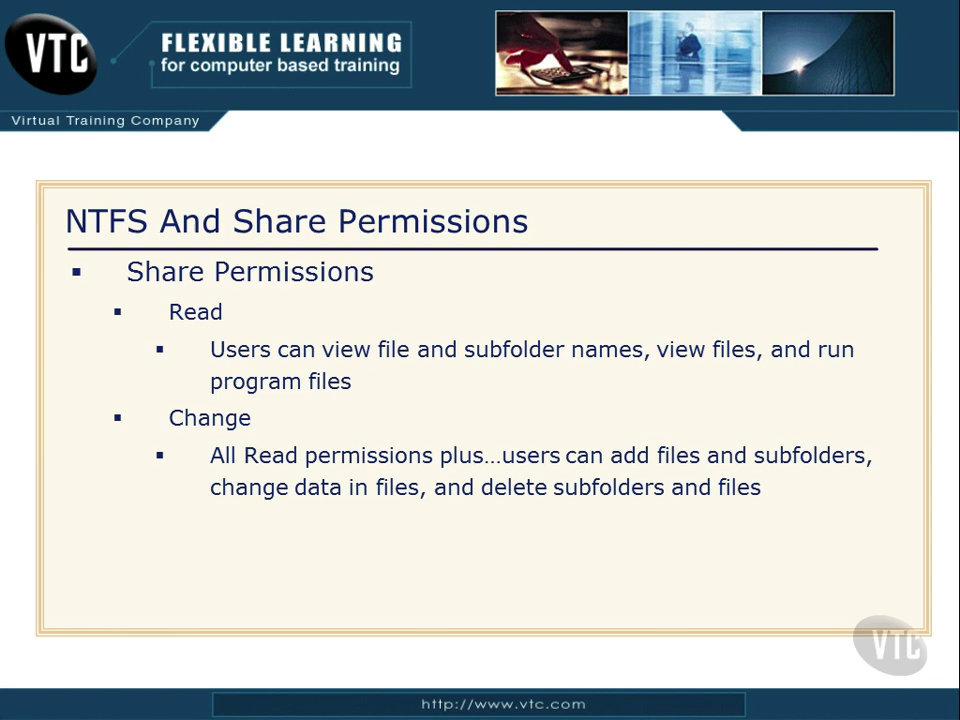 VTC
FLEXIBLE LEARNING
for computer based training
Virtual Training Company
NTFS And Share Permissions
▪ Share Permissions
▪ Read
▪ Users can view file and subfolder names, view files, and run
program files
▪ Change
▪ All Read permissions plus…users can add files and subfolders,
change data in files, and delete subfolders and files
VTC
http://www.vtc.com